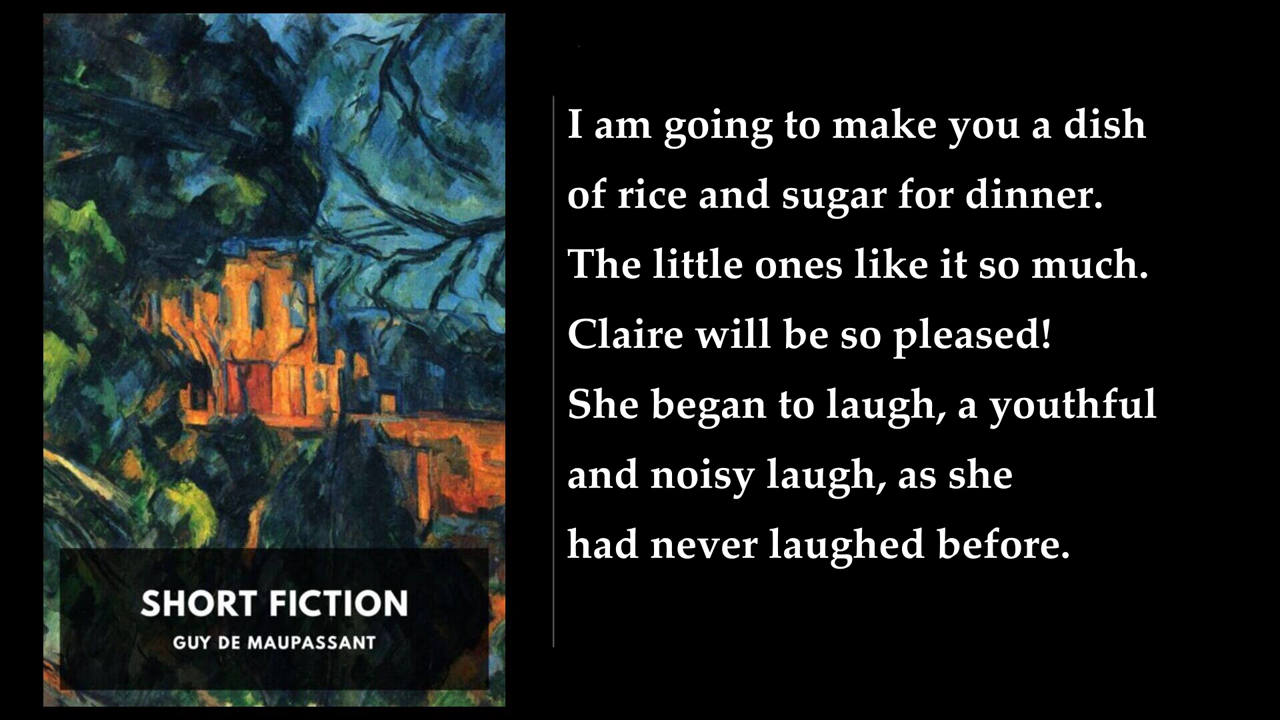 SHORT FICTION
GUY DE MAUPASSANT
I am going to make you a dish
of rice and sugar for dinner.
The little ones like it so much.
Claire will be so pleased!
She began to laugh, a youthful
and noisy laugh, as she
had never laughed before.